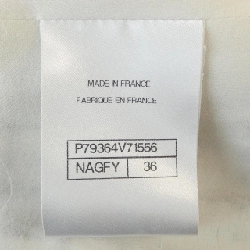 MADE IN FRANCE
FABRIQUE EN FRANCE
P79364V71556
NAGFY 36